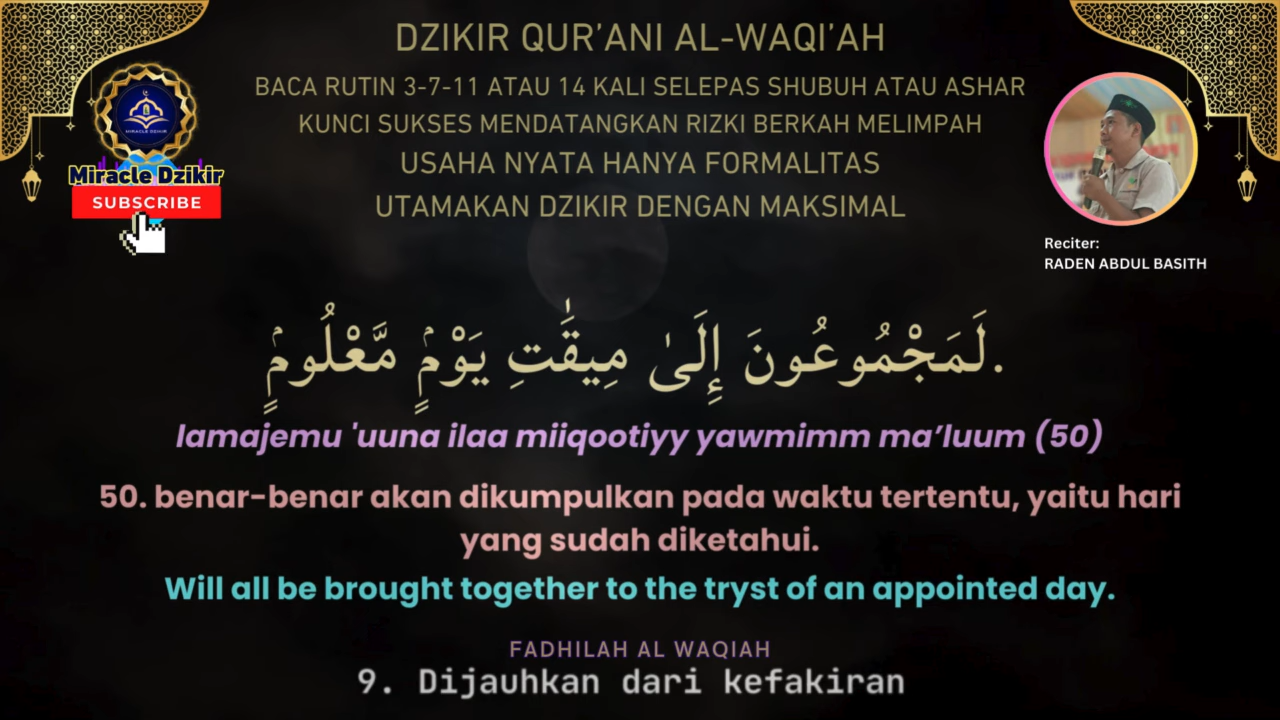 DZIKIR QUR'ANI AL-WAQI'AH
BACA RUTIN 3-7-11 ATAU 14 KALI SELEPAS SHUBUH ATAU ASHAR
KUNCI SUKSES MENDATANGKAN RIZKI BERKAH MELIMPAH
USAHA NYATA HANYA FORMALITAS
UTAMAKAN DZIKIR DENGAN MAKSIMAL
MIRACLE DZIKIR
Miracle Dzikir
SUBSCRIBE
Reciter:
RADEN ABDUL BASITH
لَمَجْمُوعُونَ إِلَىٰ مِيقَٰتِ يَوْمٍۢ مَّعْلُومٍۢ.
lamajemu 'uuna ilaa miiqootiyy yawmimm ma’luum (50)
50. benar-benar akan dikumpulkan pada waktu tertentu, yaitu hari
yang sudah diketahui.
Will all be brought together to the tryst of an appointed day.
FADHILAH AL WAQIAH
9. Dijauhkan dari kefakiran